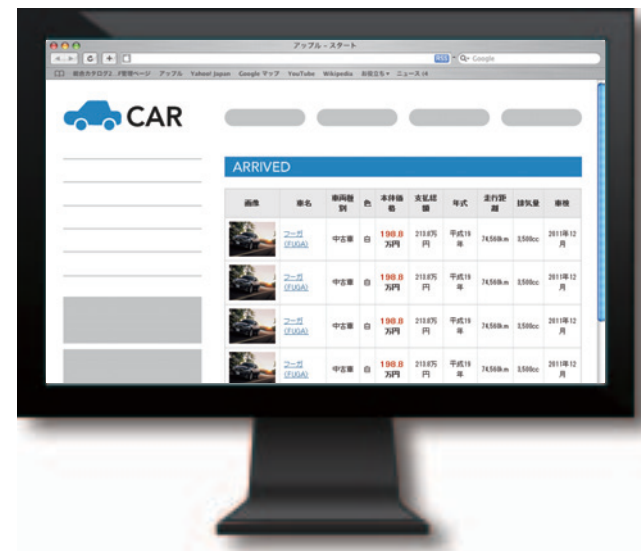 アップル - スタート
RSS Q- Google
総合カタログ2. F管理ページ アップル Yahoo! Japan Google マップ YouTube Wikipedia お役立ち ニュース
CAR
ARRIVED
画像 車名 車両種別 色 本体価格 支払総額 年式 走行距離 排気量 車検
フーガ(FUGA) 中古車 白 198.8万円 213.8万円 平成19年 74,560km 3,500cc 2011年12月
フーガ(FUGA) 中古車 白 198.8万円 213.8万円 平成19年 74,560km 3,500cc 2011年12月
フーガ(FUGA) 中古車 白 198.8万円 213.8万円 平成19年 74,560km 3,500cc 2011年12月
フーガ(FUGA) 中古車 白 198.8万円 213.8万円 平成19年 74,560km 3,500cc 2011年12月